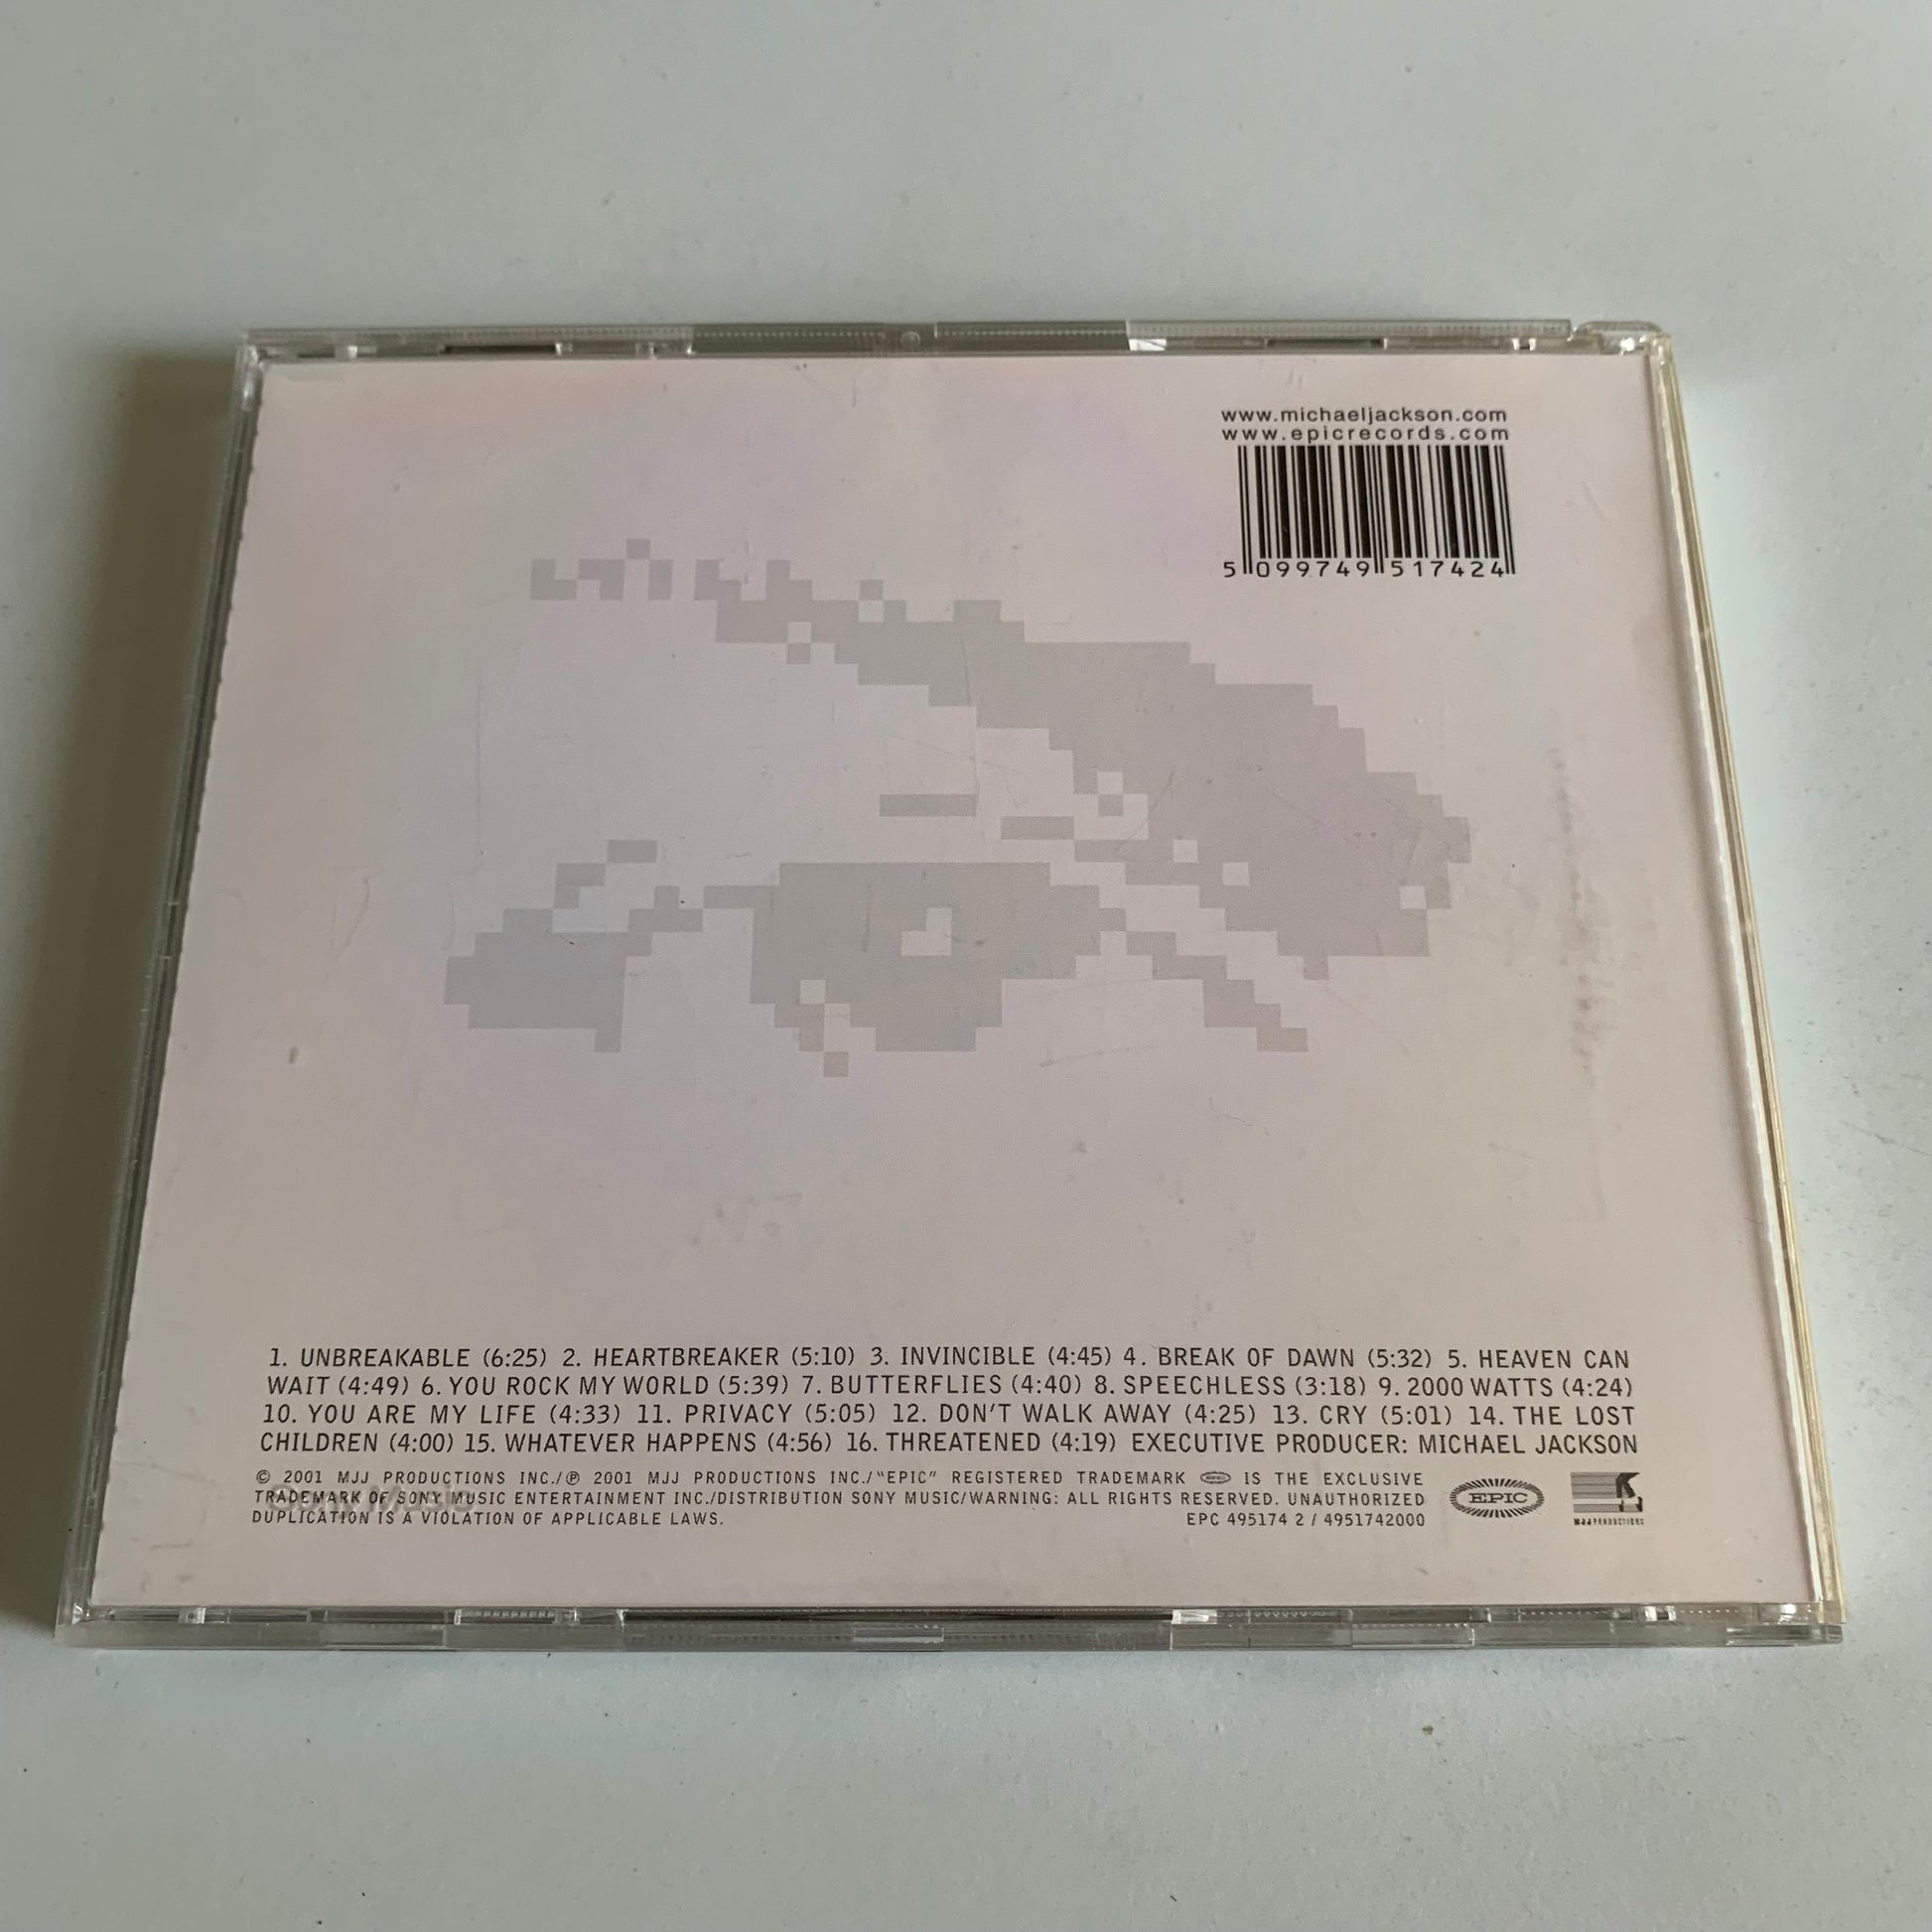 www.michaeljackson.com
www.epicrecords.com
5 099749 517424
1. UNBREAKABLE (6:25) 2. HEARTBREAKER (5:10) 3. INVINCIBLE (4:45) 4. BREAK OF DAWN (5:32) 5. HEAVEN CAN
WAIT (4:49) 6. YOU ROCK MY WORLD (5:39) 7. BUTTERFLIES (4:40) 8. SPEECHLESS (3:18) 9. 2000 WATTS (4:24)
10. YOU ARE MY LIFE (4:33) 11. PRIVACY (5:05) 12. DON'T WALK AWAY (4:25) 13. CRY (5:01) 14. THE LOST
CHILDREN (4:00) 15. WHATEVER HAPPENS (4:56) 16. THREATENED (4:19) EXECUTIVE PRODUCER: MICHAEL JACKSON
© 2001 MJJ PRODUCTIONS INC./℗ 2001 MJJ PRODUCTIONS INC./"EPIC" REGISTERED TRADEMARK EPIC IS THE EXCLUSIVE
TRADEMARK OF SONY MUSIC ENTERTAINMENT INC./DISTRIBUTION SONY MUSIC/WARNING: ALL RIGHTS RESERVED. UNAUTHORIZED
DUPLICATION IS A VIOLATION OF APPLICABLE LAWS. EPC 495174 2 / 4951742000
Sony Music
EPIC
MJJ PRODUCTIONS